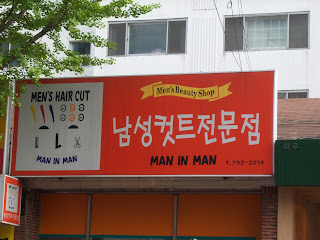 MEN'S HAIR CUT
MAN IN MAN
Men's Beauty Shop
남성컷트전문점
MAN IN MAN
T.702-2214